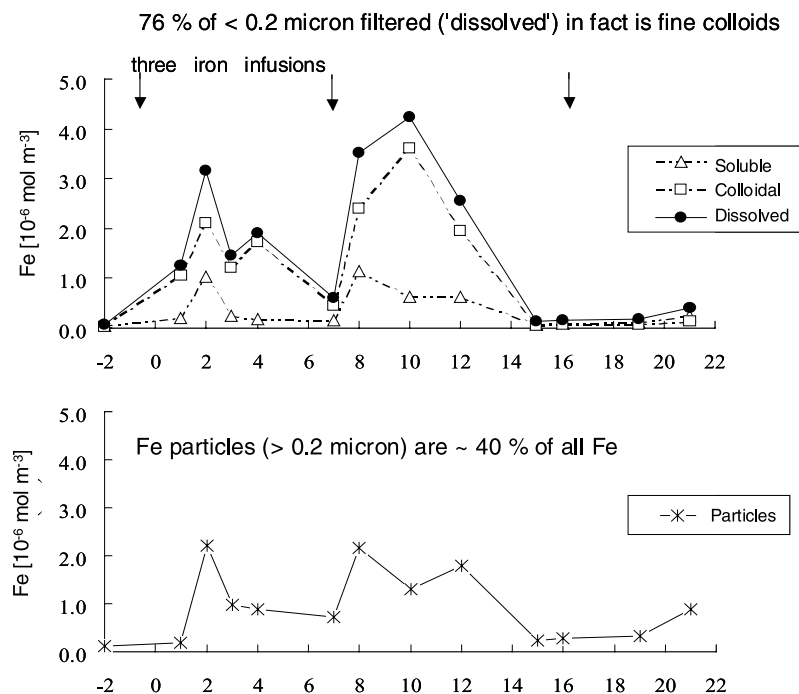 76 % of < 0.2 micron filtered ('dissolved') in fact is fine colloids
three iron infusions
5.0
4.0
3.0
2.0
1.0
0.0
Fe [10⁻⁶ mol m⁻³]
Soluble
Colloidal
Dissolved
-2 0 2 4 6 8 10 12 14 16 18 20 22
5.0
4.0
3.0
2.0
1.0
0.0
Fe [10⁻⁶ mol m⁻³]
Fe particles (> 0.2 micron) are ~ 40 % of all Fe
Particles
-2 0 2 4 6 8 10 12 14 16 18 20 22